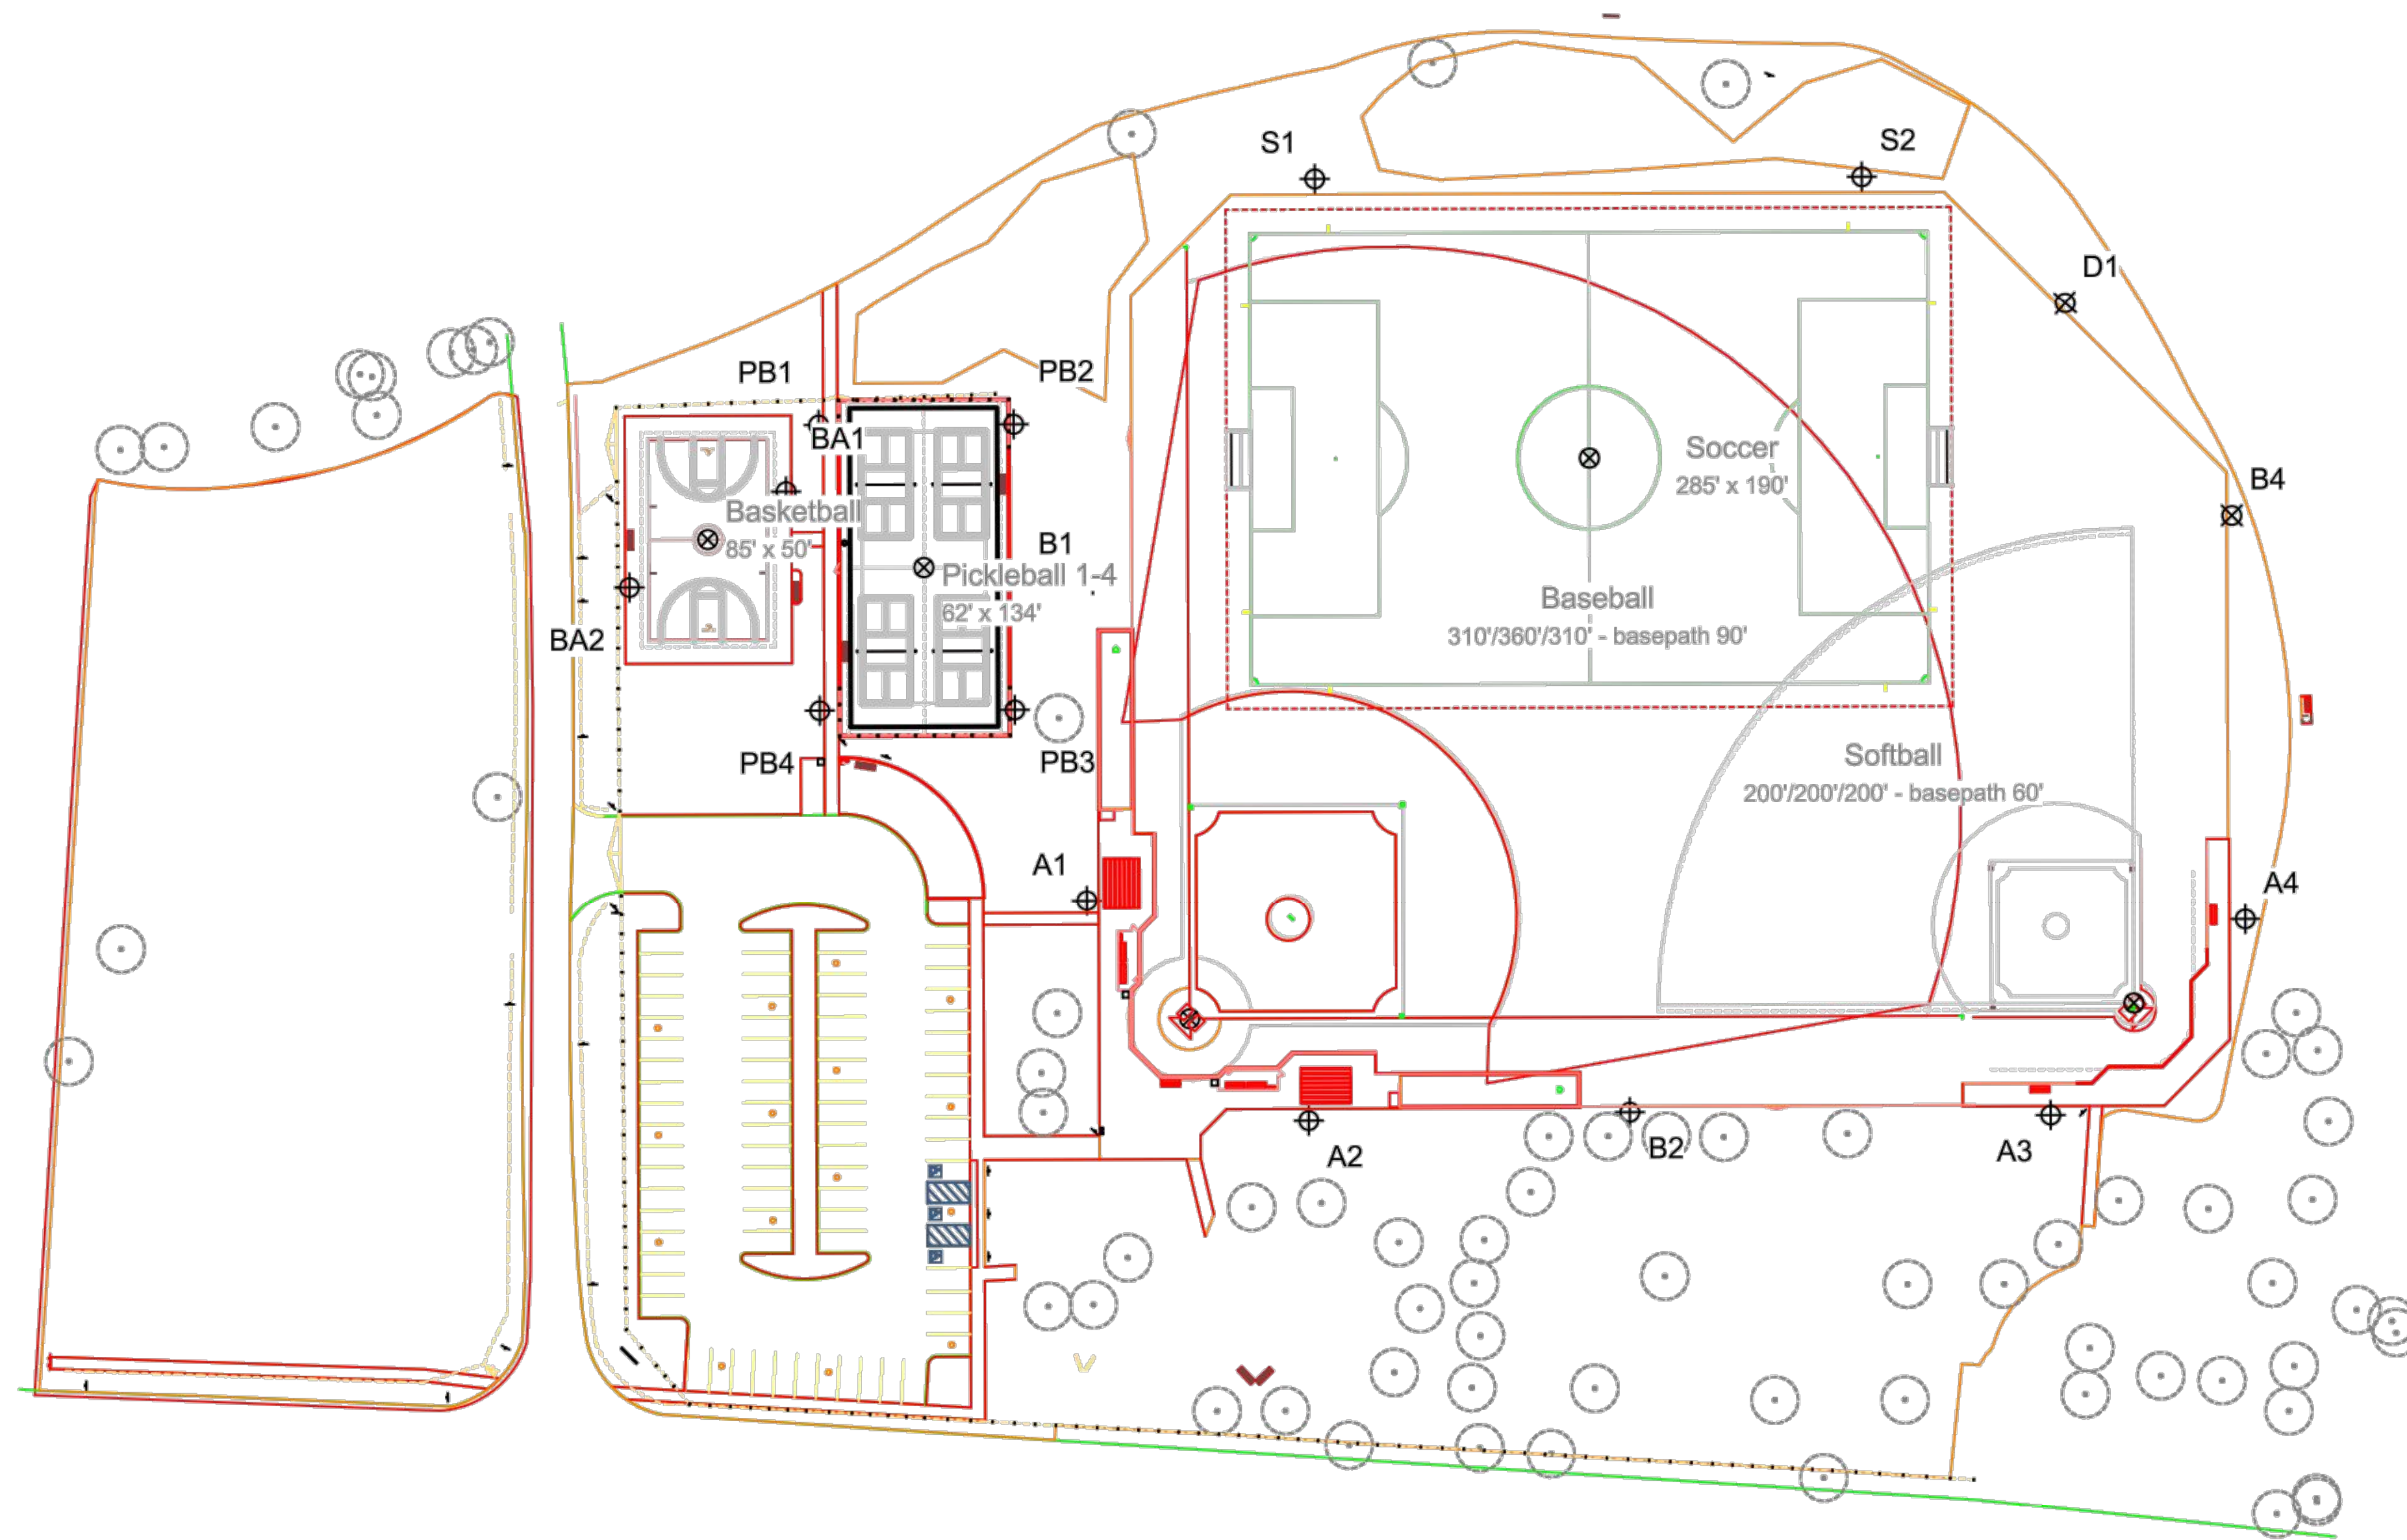 S1
S2
D1
PB1
PB2
BA1
Soccer
285' x 190'
B4
Basketball
85' x 50'
B1
Pickleball 1-4
62' x 134'
Baseball
310'/360'/310' - basepath 90'
BA2
PB4
PB3
Softball
200'/200'/200' - basepath 60'
A1
A4
A2
B2
A3